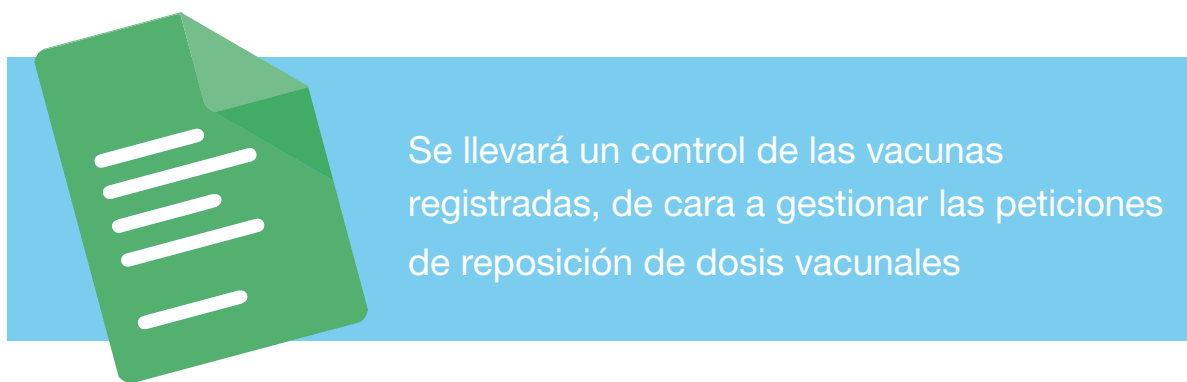 Se llevará un control de las vacunas
registradas, de cara a gestionar las peticiones
de reposición de dosis vacunales